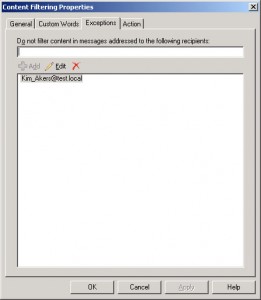 Content Filtering Properties
General Custom Words Exceptions Action
Do not filter content in messages addressed to the following recipients:
Add Edit
Kim_Akers@test.local
OK Cancel Apply Help